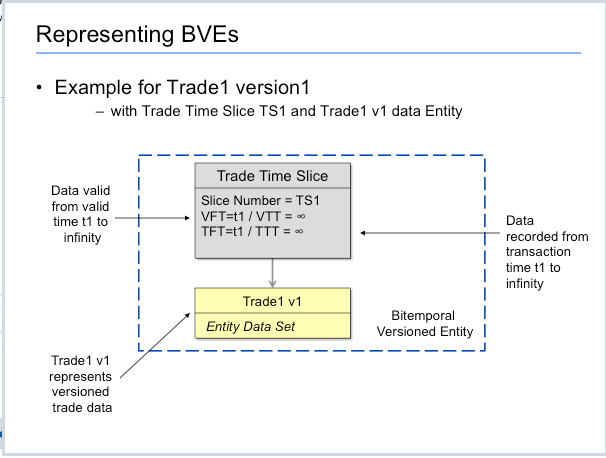 Representing BVEs
• Example for Trade1 version1
– with Trade Time Slice TS1 and Trade1 v1 data Entity
Trade Time Slice
Slice Number = TS1
VFT=t1 / VTT = ∞
TFT=t1 / TTT = ∞
Data valid
from valid
time t1 to
infinity
Data
recorded from
transaction
time t1 to
infinity
Trade1 v1
Entity Data Set
Bitemporal
Versioned Entity
Trade1 v1
represents
versioned
trade data